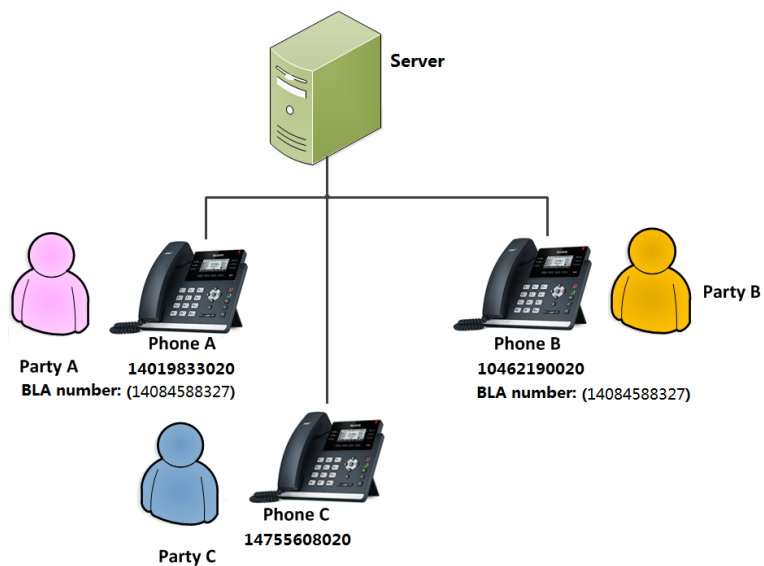 Server
Party A
Phone A
14019833020
BLA number: (14084588327)
Phone B
10462190020
BLA number: (14084588327)
Party B
Party C
Phone C
14755608020